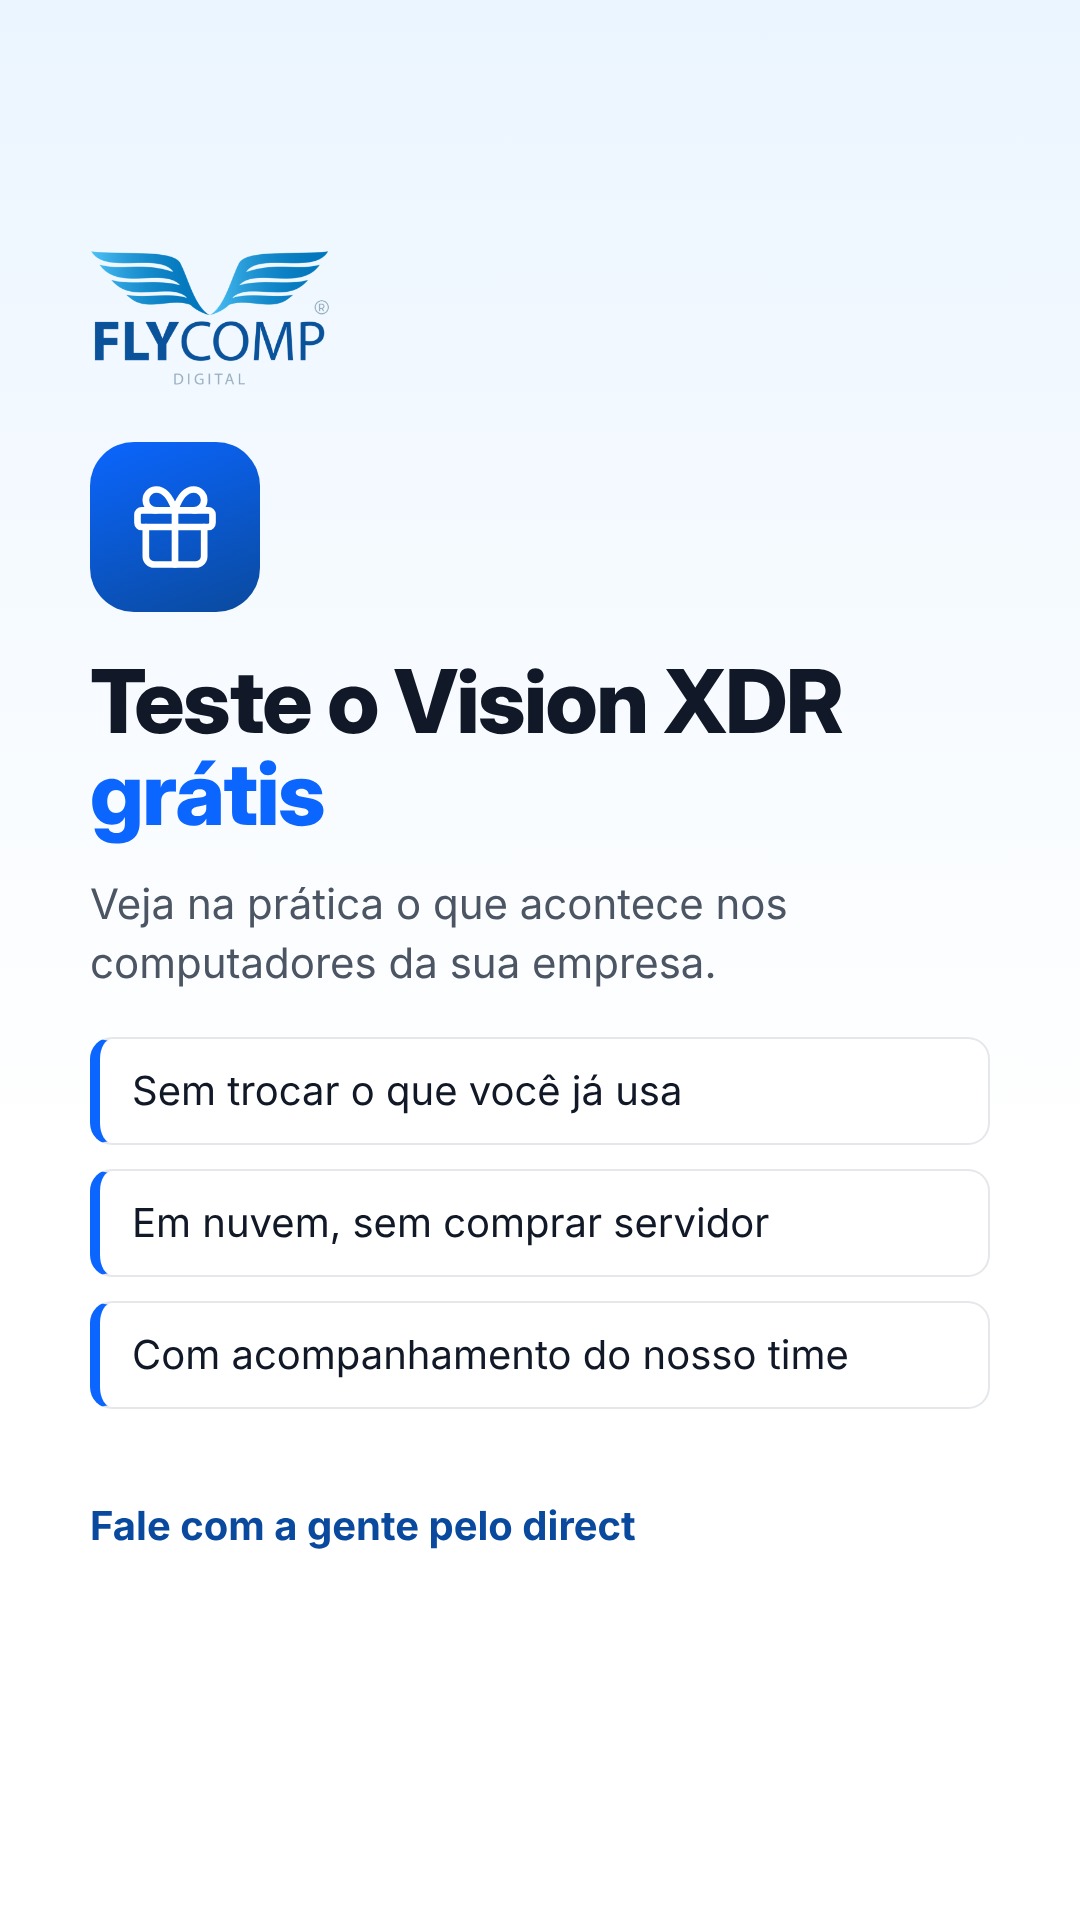 FLYCOMP®
DIGITAL
Teste o Vision XDR
grátis
Veja na prática o que acontece nos
computadores da sua empresa.
Sem trocar o que você já usa
Em nuvem, sem comprar servidor
Com acompanhamento do nosso time
Fale com a gente pelo direct